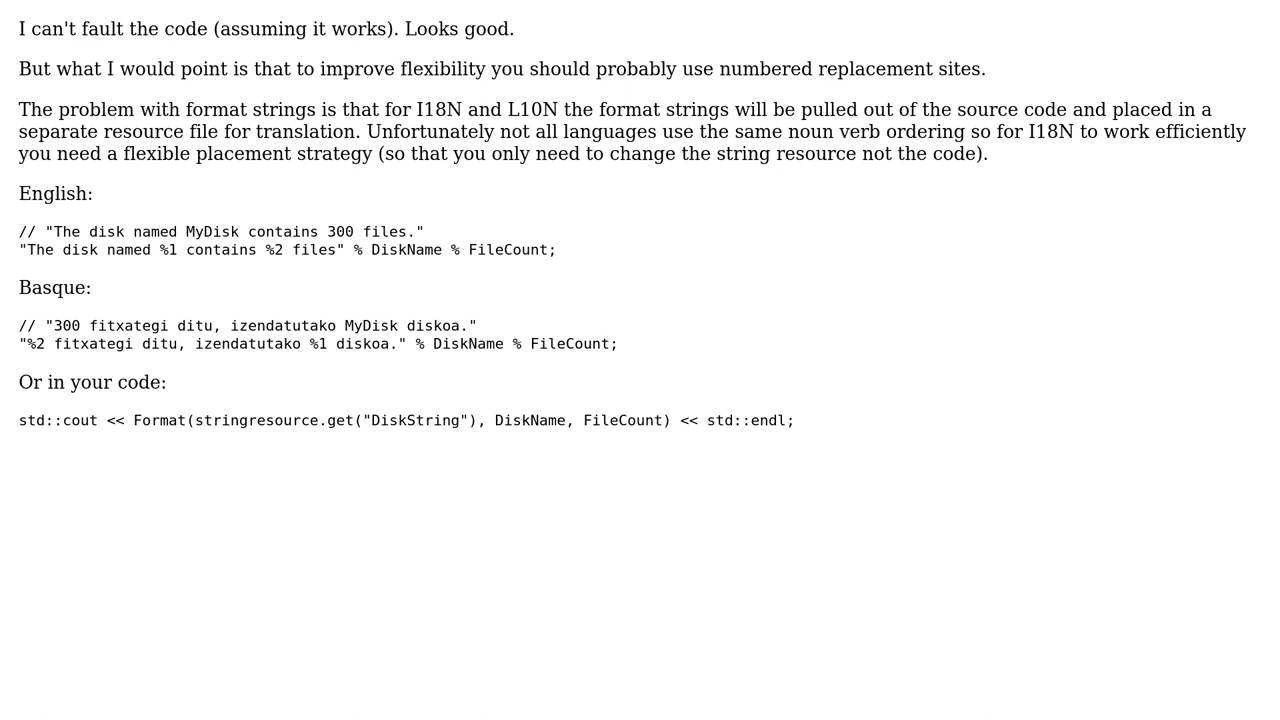 I can't fault the code (assuming it works). Looks good.
But what I would point is that to improve flexibility you should probably use numbered replacement sites.
The problem with format strings is that for I18N and L10N the format strings will be pulled out of the source code and placed in a
separate resource file for translation. Unfortunately not all languages use the same noun verb ordering so for I18N to work efficiently
you need a flexible placement strategy (so that you only need to change the string resource not the code).
English:
// "The disk named MyDisk contains 300 files."
"The disk named %1 contains %2 files" % DiskName % FileCount;
Basque:
// "300 fitxategi ditu, izendatutako MyDisk diskoa."
"%2 fitxategi ditu, izendatutako %1 diskoa." % DiskName % FileCount;
Or in your code:
std::cout << Format(stringresource.get("DiskString"), DiskName, FileCount) << std::endl;